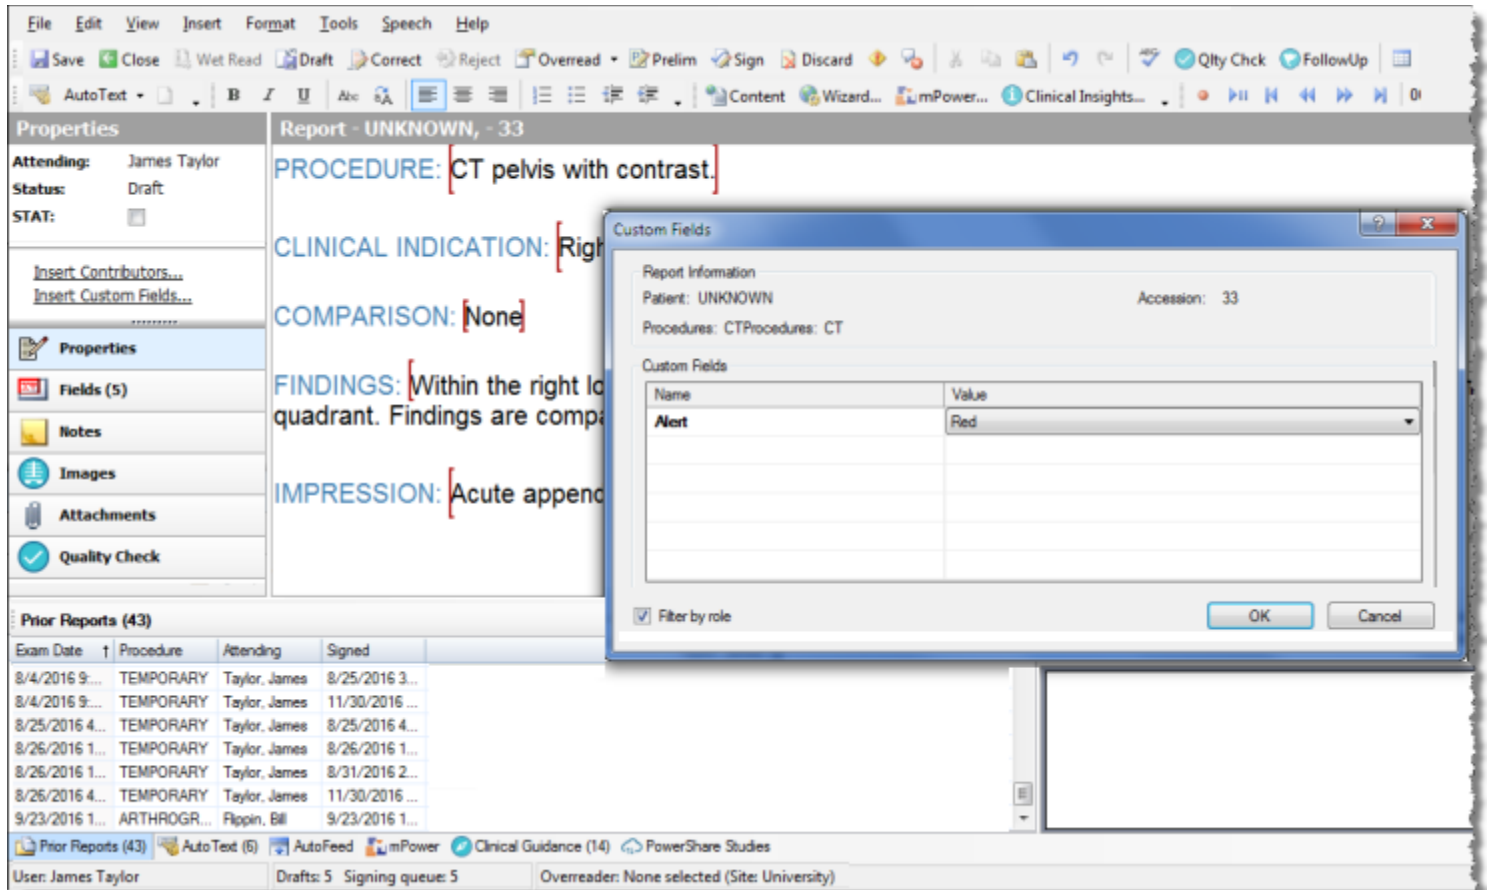 File Edit View Insert Format Tools Speech Help
Save Close Wet Read Draft Correct Reject Overread Prelim Sign Discard Qlty Chck FollowUp
AutoText B I U Abc Content Wizard... mPower... Clinical Insights...
Properties
Attending: James Taylor
Status: Draft
STAT:
Insert Contributors...
Insert Custom Fields...
Properties
Fields (5)
Notes
Images
Attachments
Quality Check
Report - UNKNOWN, - 33
PROCEDURE: [CT pelvis with contrast.]
CLINICAL INDICATION: [Righ
COMPARISON: [None]
FINDINGS: [Within the right lo
quadrant. Findings are compa
IMPRESSION: [Acute append
Custom Fields
Report Information
Patient: UNKNOWN Accession: 33
Procedures: CTProcedures: CT
Custom Fields
Name Value
Alert Red
Filter by role OK Cancel
Prior Reports (43)
Exam Date ↑ Procedure Attending Signed
8/4/2016 9:... TEMPORARY Taylor, James 8/25/2016 3...
8/4/2016 9:... TEMPORARY Taylor, James 11/30/2016 ...
8/25/2016 4... TEMPORARY Taylor, James 8/25/2016 4...
8/26/2016 1... TEMPORARY Taylor, James 8/26/2016 1...
8/26/2016 1... TEMPORARY Taylor, James 8/31/2016 2...
8/26/2016 4... TEMPORARY Taylor, James 11/30/2016 ...
9/23/2016 1... ARTHROGR... Flippin, Bill 9/23/2016 1...
Prior Reports (43) AutoText (6) AutoFeed mPower Clinical Guidance (14) PowerShare Studies
User: James Taylor Drafts: 5 Signing queue: 5 Overreader: None selected (Site: University)